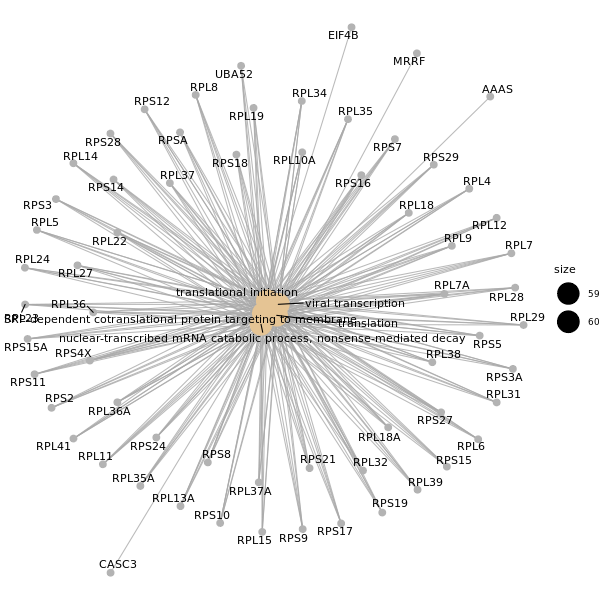 EIF4B
MRRF
UBA52
RPL8
AAAS
RPS12
RPL34
RPL19
RPL35
RPS28
RPSA
RPS7
RPL14
RPS18
RPL10A
RPS29
RPL37
RPS14
RPS16
RPL4
RPS3
RPL18
RPL5
RPL12
RPL22
RPL9
RPL7
RPL24
RPL27
size
RPL7A
translational initiation
RPL28
59
RPL36
viral transcription
RPL23
SRP-dependent cotranslational protein targeting to membrane
RPL29
60
translation
nuclear-transcribed mRNA catabolic process, nonsense-mediated decay
RPS5
RPS15A
RPS4X
RPL38
RPS11
RPS3A
RPS2
RPL31
RPL36A
RPS27
RPL41
RPS24
RPL18A
RPL6
RPL11
RPS8
RPS21
RPL32
RPS15
RPL35A
RPL39
RPL13A
RPL37A
RPS19
RPS10
RPS17
RPL15
RPS9
CASC3